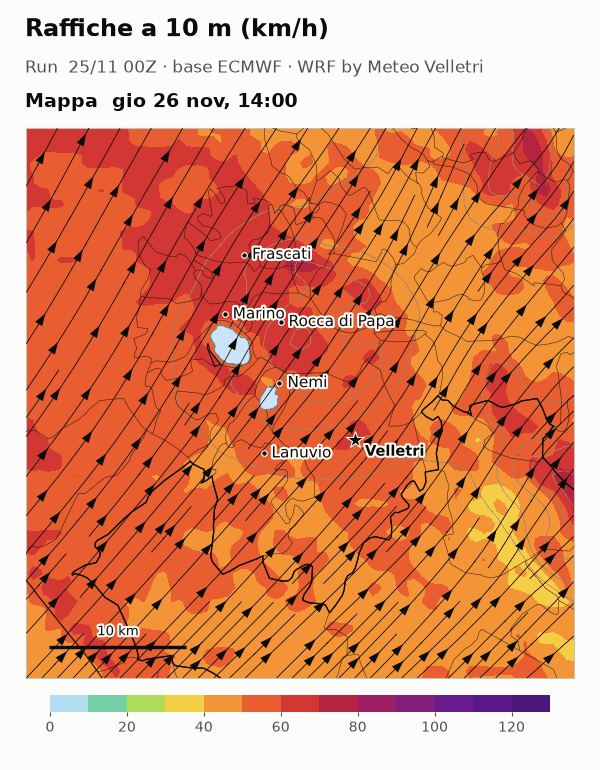 Raffiche a 10 m (km/h)
Run  25/11 00Z · base ECMWF · WRF by Meteo Velletri
Mappa  gio 26 nov, 14:00
Frascati
Marino
Rocca di Papa
Nemi
Velletri
Lanuvio
10 km
0 20 40 60 80 100 120